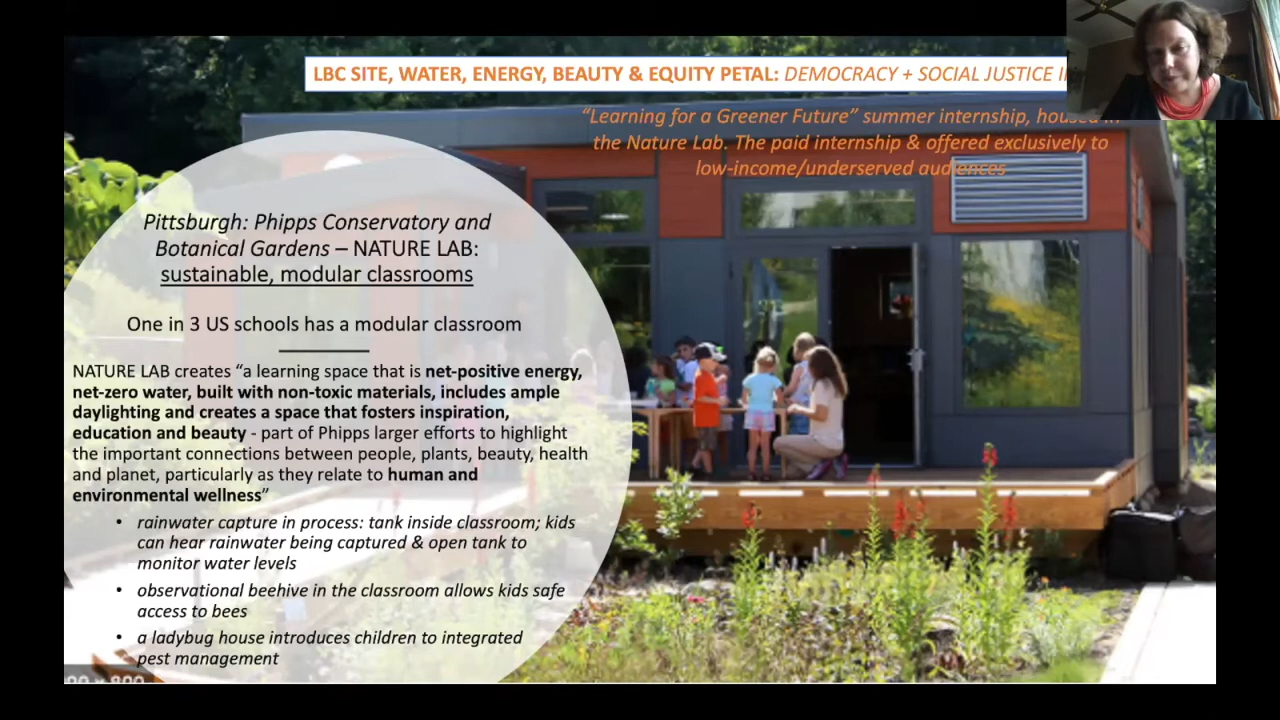 LBC SITE, WATER, ENERGY, BEAUTY & EQUITY PETAL: DEMOCRACY + SOCIAL JUSTICE
"Learning for a Greener Future" summer internship, housed in
the Nature Lab. The paid internship & offered exclusively to
low-income/underserved audiences
Pittsburgh: Phipps Conservatory and
Botanical Gardens – NATURE LAB:
sustainable, modular classrooms
One in 3 US schools has a modular classroom
NATURE LAB creates "a learning space that is net-positive energy,
net-zero water, built with non-toxic materials, includes ample
daylighting and creates a space that fosters inspiration,
education and beauty - part of Phipps larger efforts to highlight
the important connections between people, plants, beauty, health
and planet, particularly as they relate to human and
environmental wellness"
• rainwater capture in process: tank inside classroom; kids
can hear rainwater being captured & open tank to
monitor water levels
• observational beehive in the classroom allows kids safe
access to bees
• a ladybug house introduces children to integrated
pest management